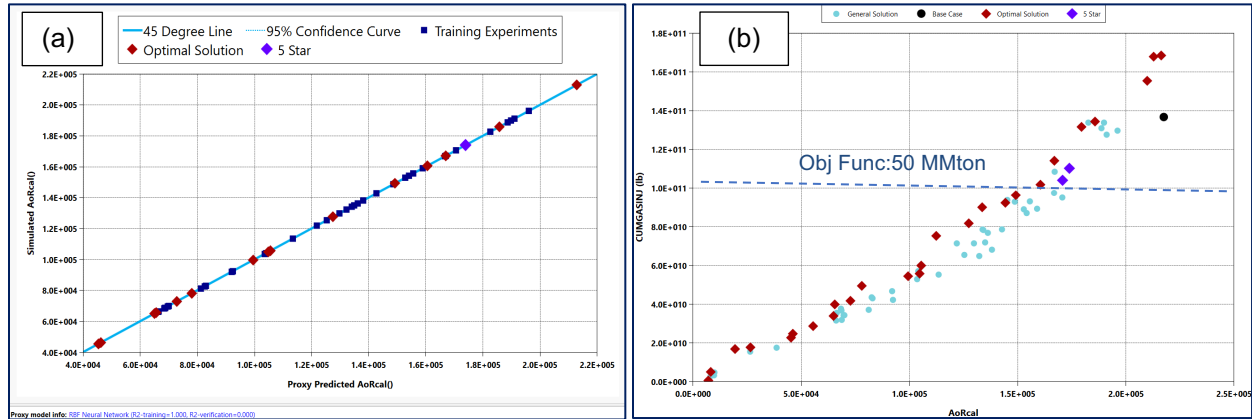 (a)
45 Degree Line
95% Confidence Curve
Training Experiments
Optimal Solution
5 Star
2.2E+005
2.0E+005
1.8E+005
1.6E+005
1.4E+005
1.2E+005
1.0E+005
8.0E+004
6.0E+004
4.0E+004
Simulated AoRcal()
4.0E+004 6.0E+004 8.0E+004 1.0E+005 1.2E+005 1.4E+005 1.6E+005 1.8E+005 2.0E+005 2.2E+005
Proxy Predicted AoRcal()
Proxy model info: RBF Neural Network (R2-training=1.000, R2-verification=0.000)
(b)
General Solution
Base Case
Optimal Solution
5 Star
1.8E+011
1.6E+011
1.4E+011
1.2E+011
1.0E+011
8.0E+010
6.0E+010
4.0E+010
2.0E+010
0.0E+000
CUMGASINJ (lb)
Obj Func:50 MMton
0.0E+000 5.0E+004 1.0E+005 1.5E+005 2.0E+005 2.5E+005
AoRcal